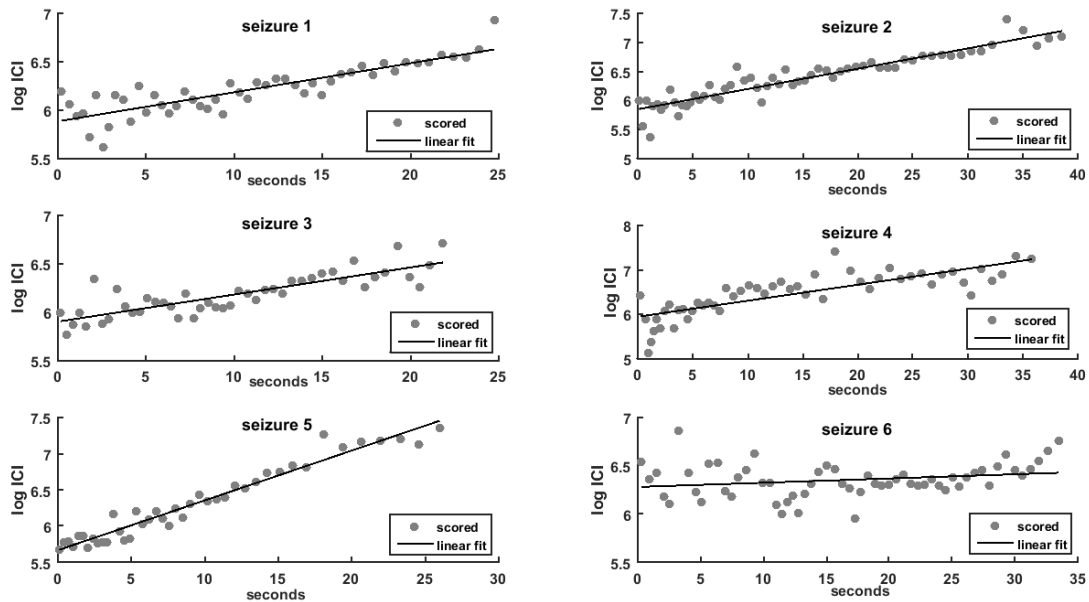 seizure 1
7
6.5
6
5.5
log ICI
0 5 10 15 20 25
seconds
scored
linear fit
seizure 2
7.5
7
6.5
6
5.5
5
log ICI
0 5 10 15 20 25 30 35 40
seconds
scored
linear fit
seizure 3
7
6.5
6
5.5
log ICI
0 5 10 15 20 25
seconds
scored
linear fit
seizure 4
8
7
6
5
log ICI
0 5 10 15 20 25 30 35 40
seconds
scored
linear fit
seizure 5
7.5
7
6.5
6
5.5
log ICI
0 5 10 15 20 25 30
seconds
scored
linear fit
seizure 6
7
6.5
6
5.5
log ICI
0 5 10 15 20 25 30 35
seconds
scored
linear fit